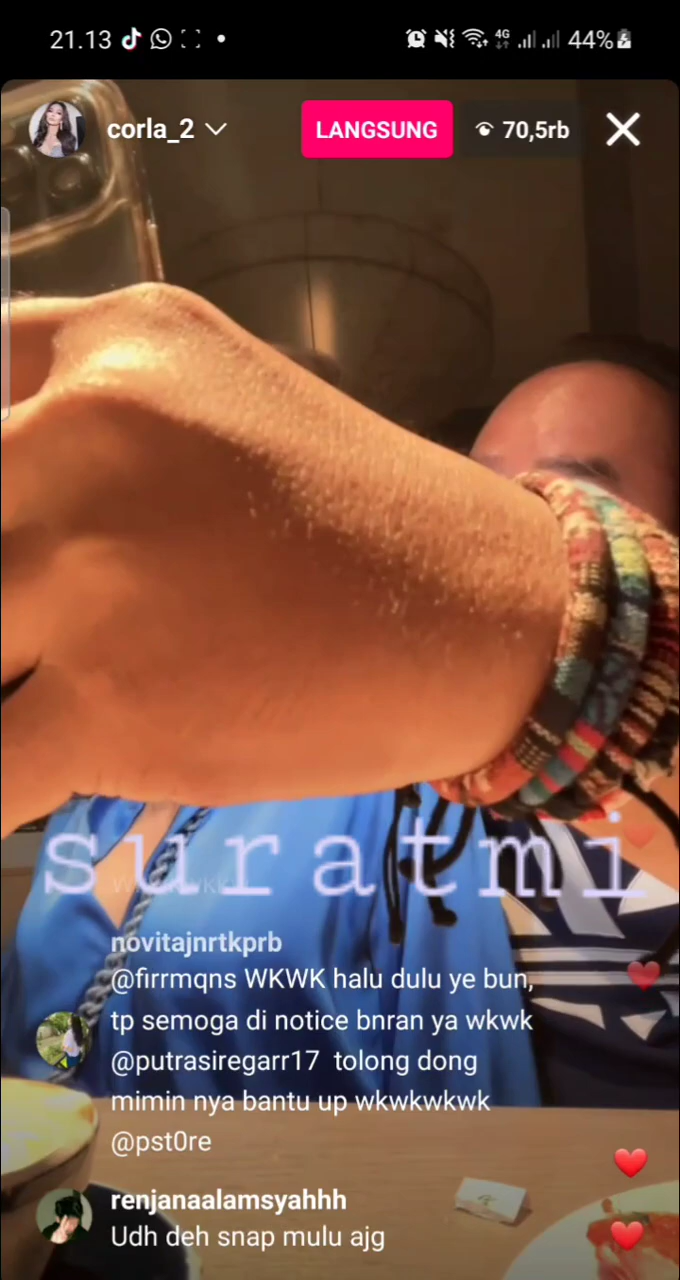 21.13 4G 44%
corla_2 LANGSUNG 70,5rb
suratmi
novitajnrtkprb
@firrmqns WKWK halu dulu ye bun,
tp semoga di notice bnran ya wkwk
@putrasiregarr17 tolong dong
mimin nya bantu up wkwkwkwk
@pst0re
renjanaalamsyahhh
Udh deh snap mulu ajg